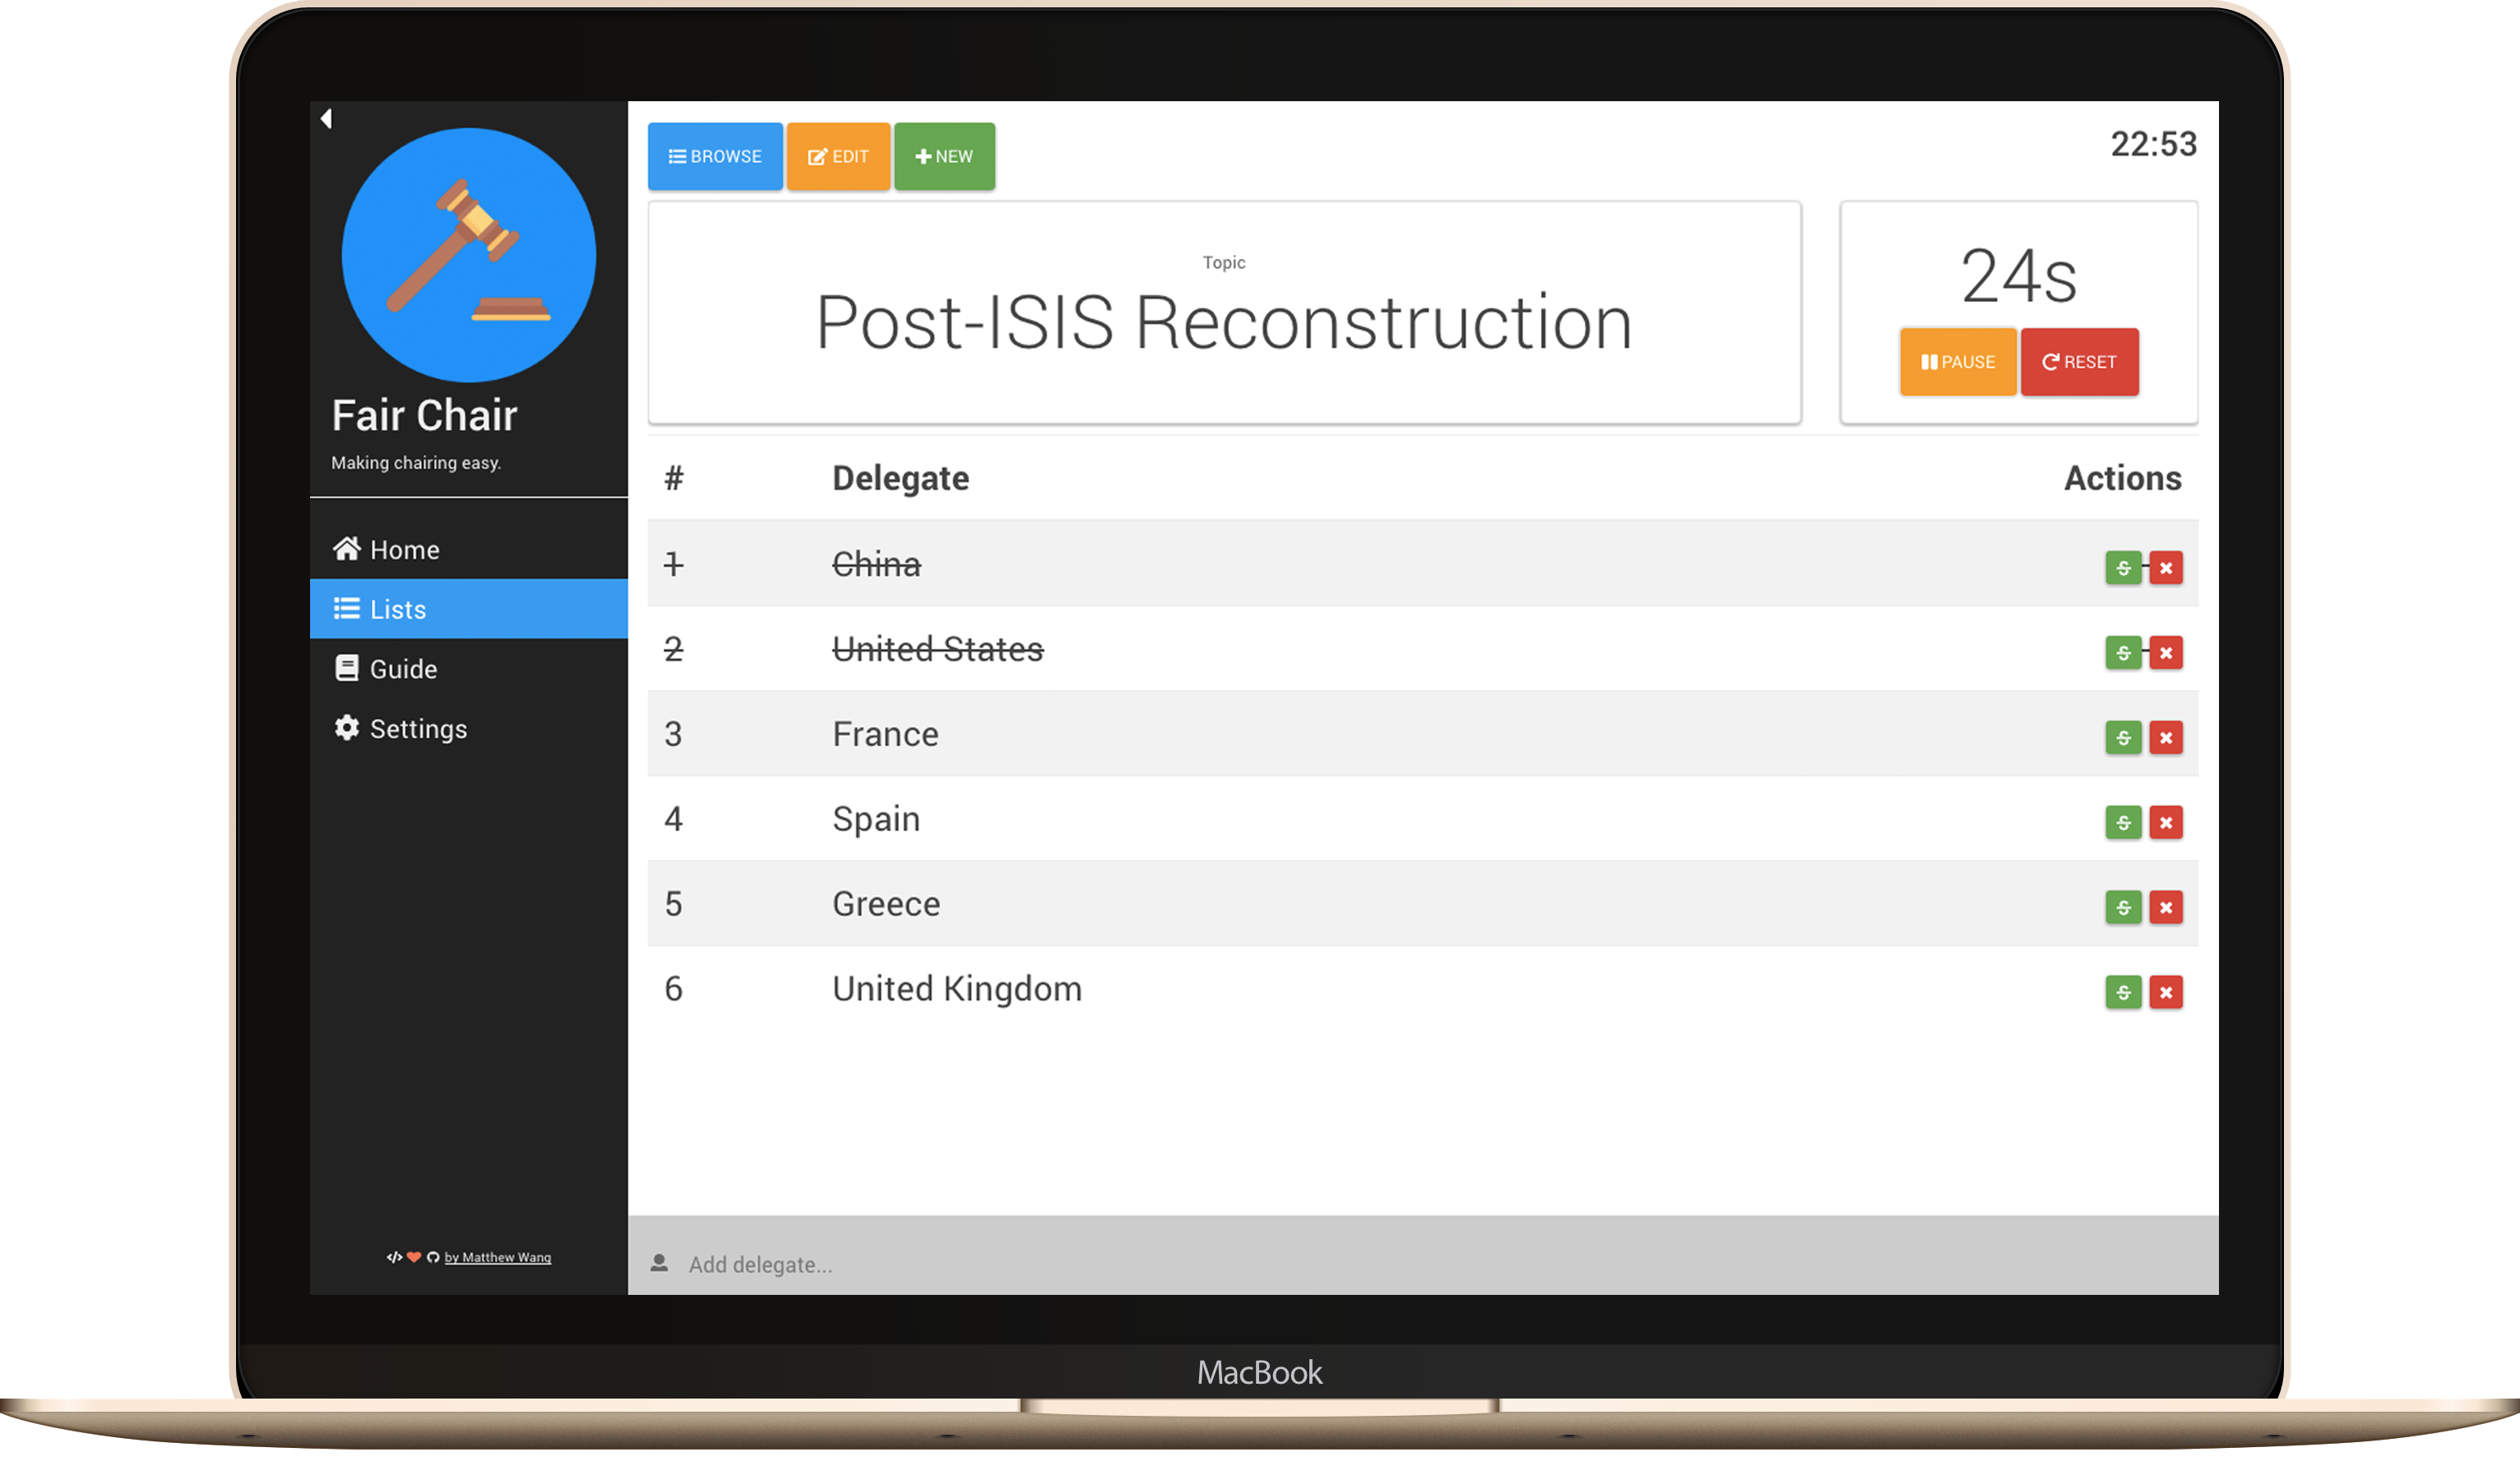 Fair Chair
Making chairing easy.
Home
Lists
Guide
Settings
by Matthew Wang
BROWSE EDIT NEW
22:53
Topic
Post-ISIS Reconstruction
24s
PAUSE RESET
# Delegate Actions
1 China
2 United States
3 France
4 Spain
5 Greece
6 United Kingdom
Add delegate...
MacBook